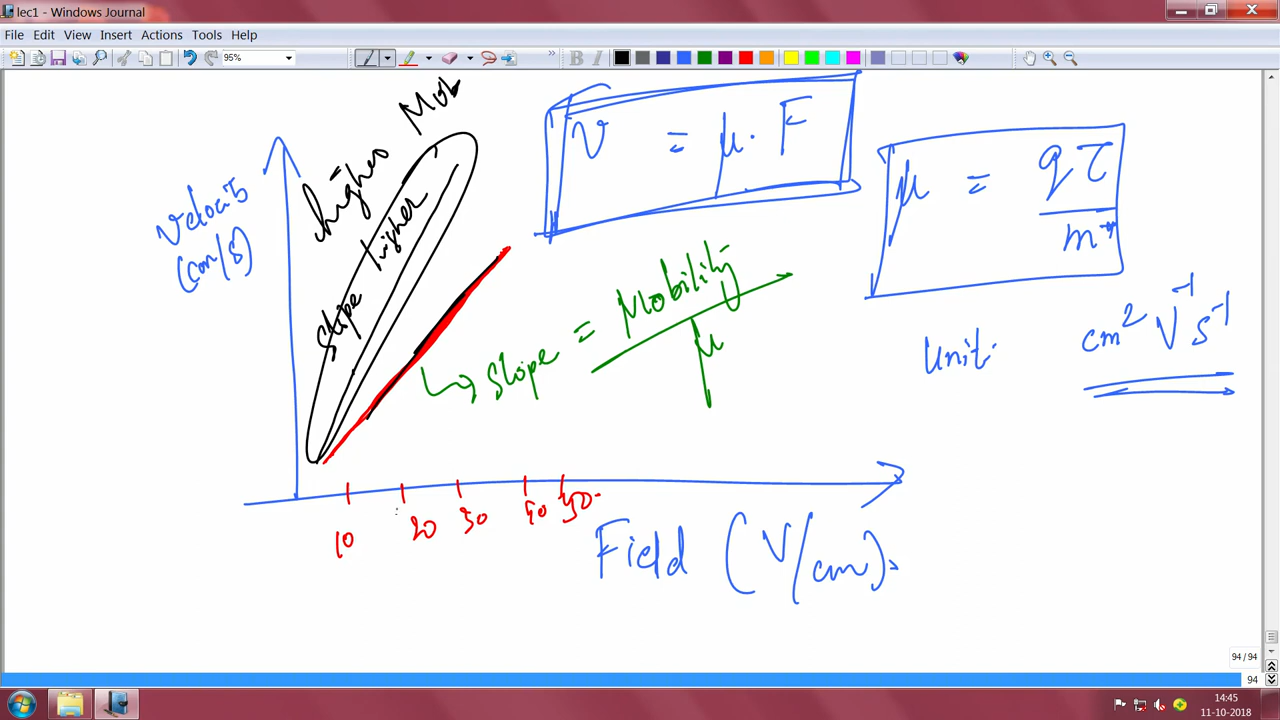 lec1 - Windows Journal
File Edit View Insert Actions Tools Help
95%
B I
Velocit
(cm/s)
higher Mob
slope higher
v = μ. F
μ = qτ / m*
slope = Mobility
μ
Unit:
cm² V⁻¹ s⁻¹
10 20 30 40 50
Field (V/cm)
94 / 94
94
14:45
11-10-2018